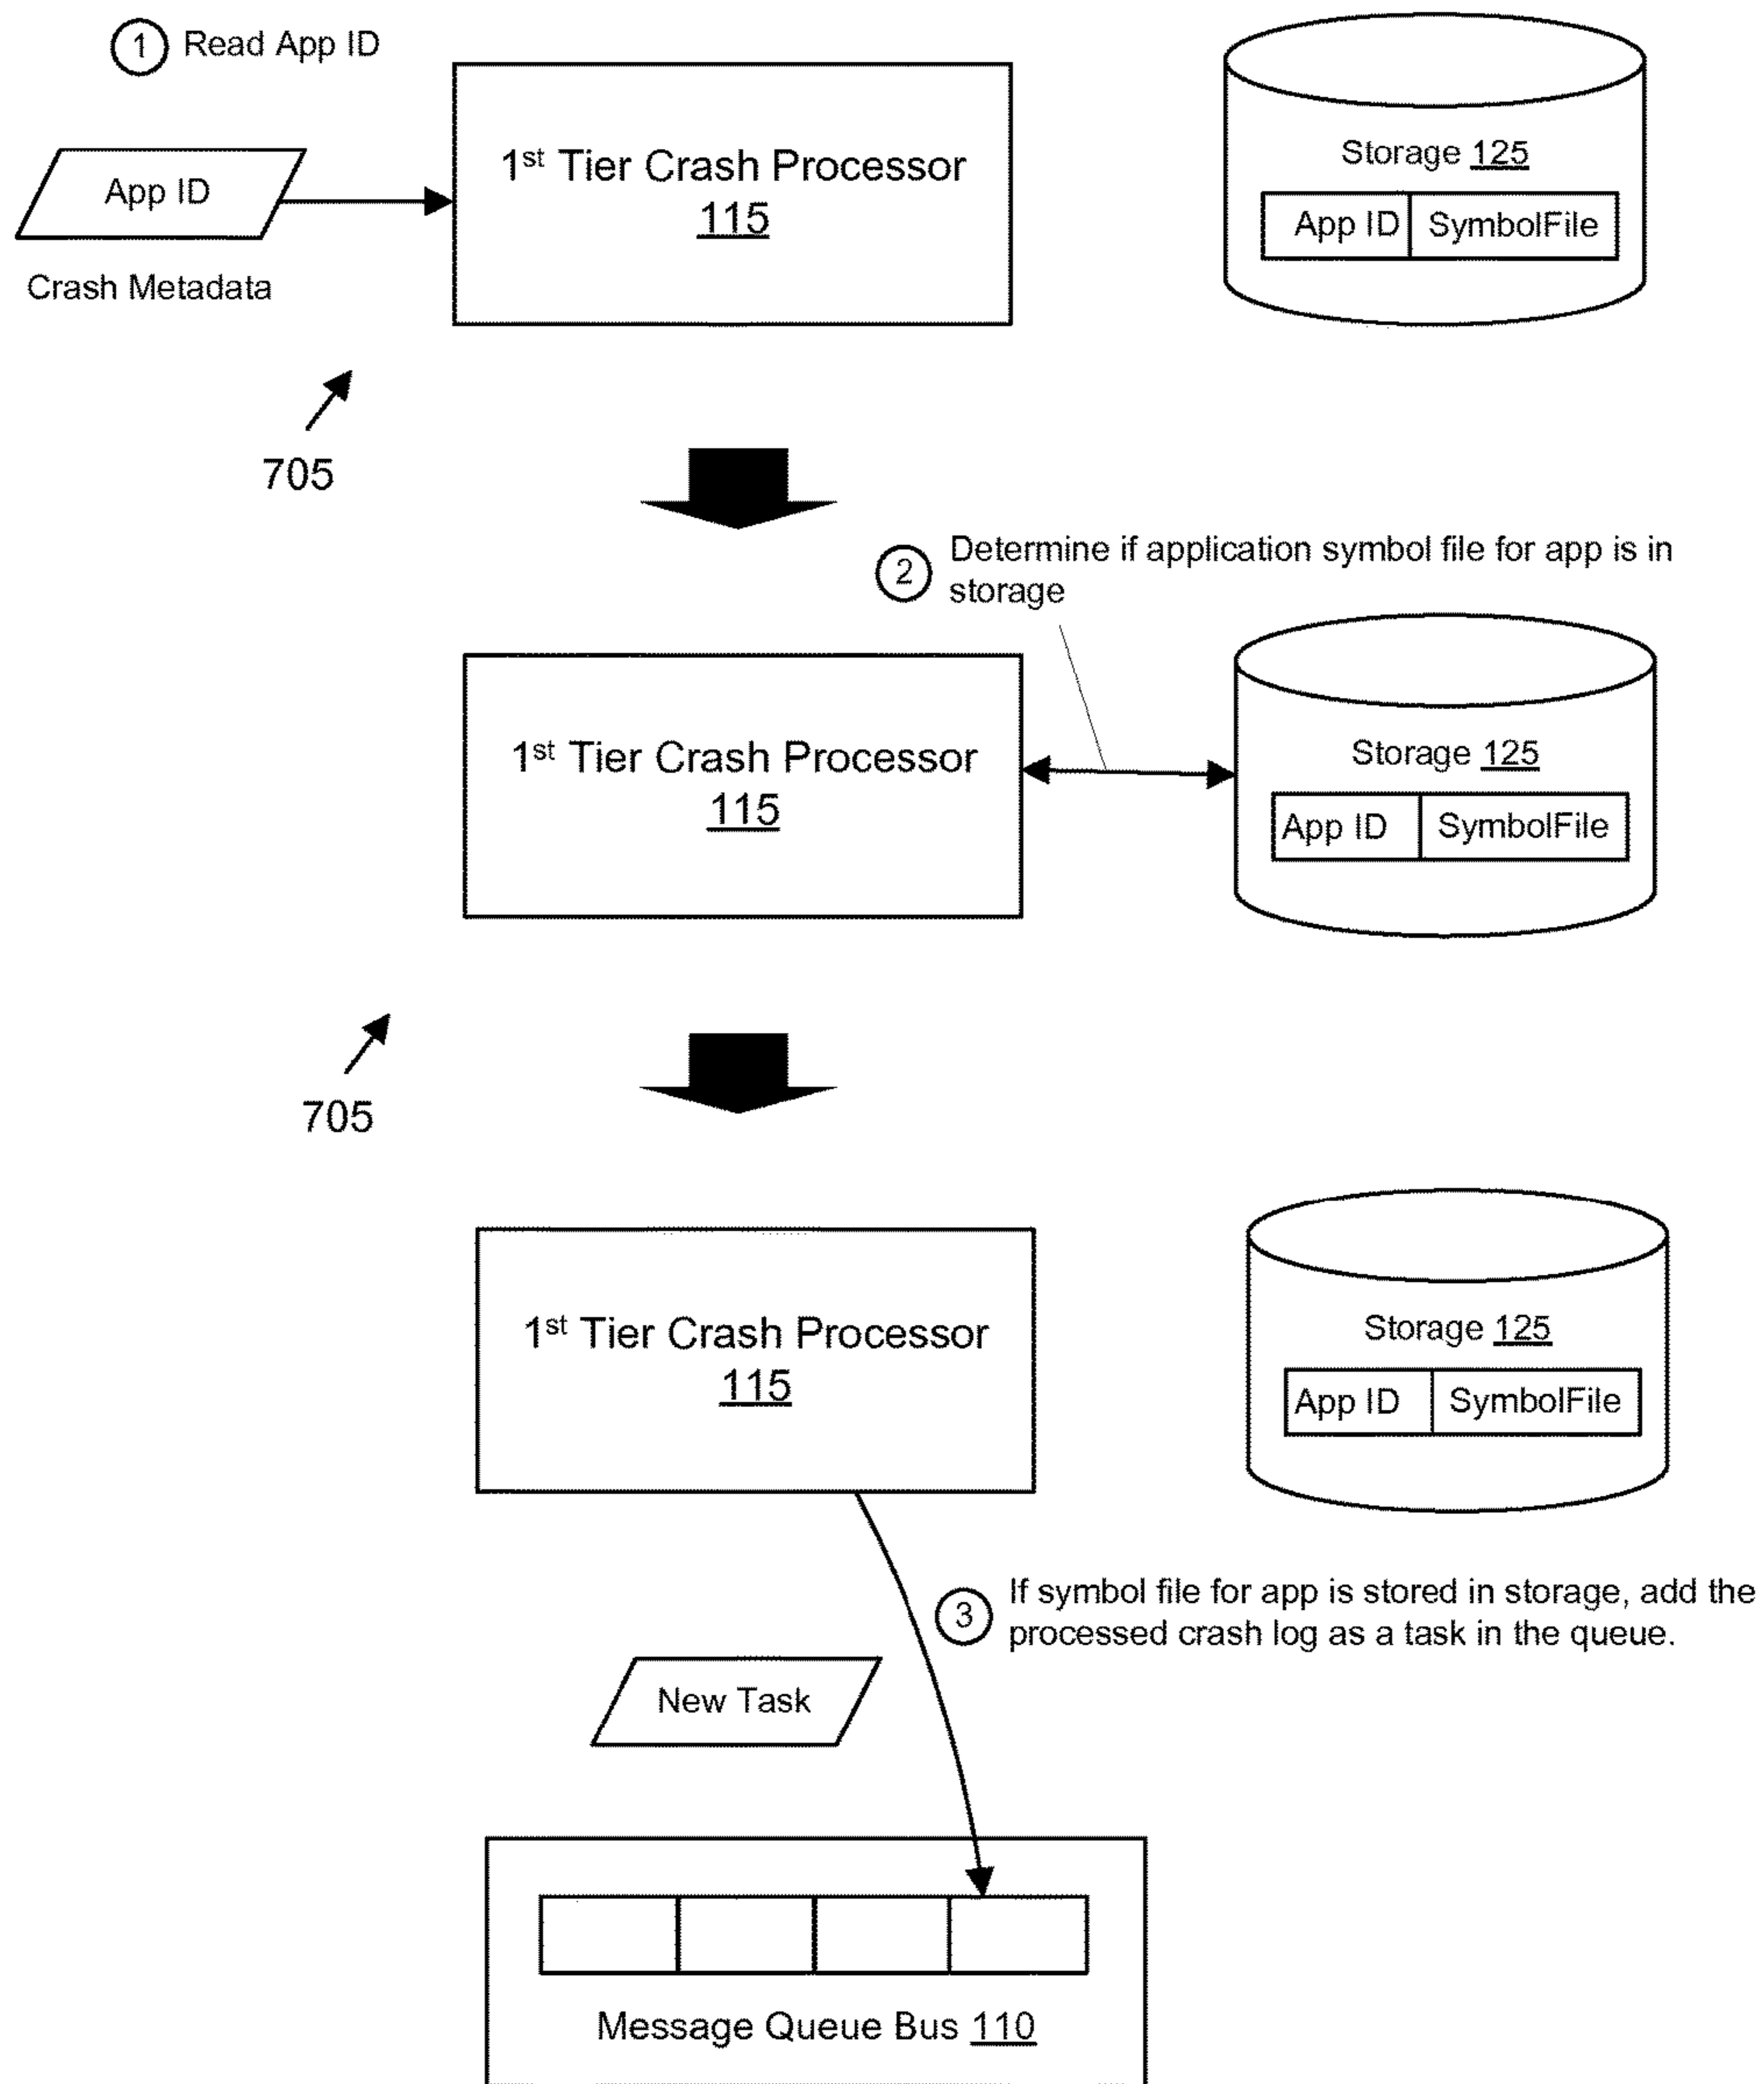 1 Read App ID
App ID
Crash Metadata
1st Tier Crash Processor
115
Storage 125
App ID SymbolFile
705
2 Determine if application symbol file for app is in
storage
1st Tier Crash Processor
115
Storage 125
App ID SymbolFile
705
1st Tier Crash Processor
115
Storage 125
App ID SymbolFile
3 If symbol file for app is stored in storage, add the
processed crash log as a task in the queue.
New Task
Message Queue Bus 110